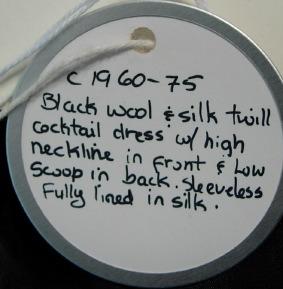 c 1960-75
Black wool & silk twill
cocktail dress w/ high
neckline in front & low
scoop in back. Sleeveless
Fully lined in silk.